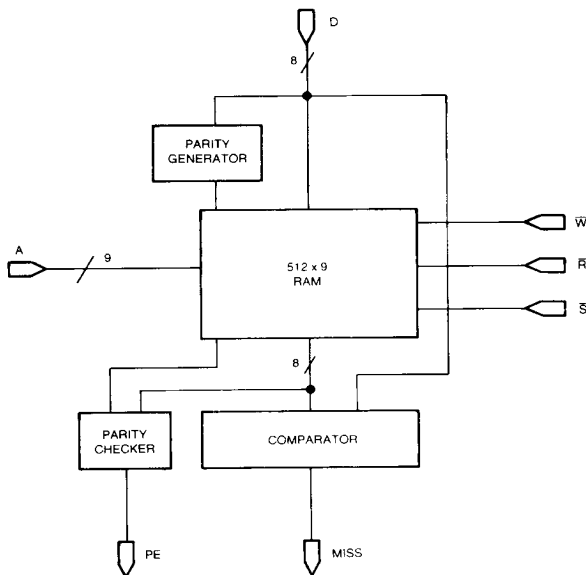 D
8
PARITY
GENERATOR
W̅
A
9
512 x 9
RAM
R̅
S̅
8
PARITY
CHECKER
COMPARATOR
PE
MISS